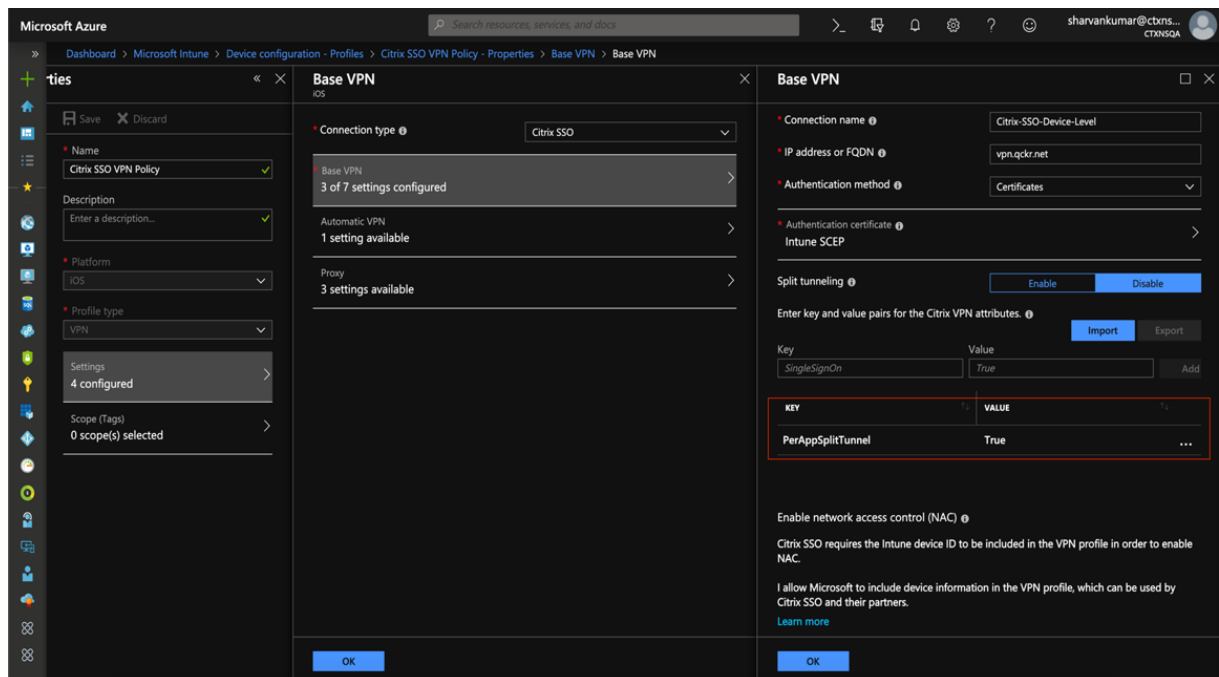 Microsoft Azure
Search resources, services, and docs
sharvankumar@ctxns...
CTXNSQA
Dashboard > Microsoft Intune > Device configuration - Profiles > Citrix SSO VPN Policy - Properties > Base VPN > Base VPN
rties
Save Discard
* Name
Citrix SSO VPN Policy
Description
Enter a description...
* Platform
iOS
* Profile type
VPN
Settings
4 configured
Scope (Tags)
0 scope(s) selected
Base VPN
iOS
* Connection type
Citrix SSO
* Base VPN
3 of 7 settings configured
Automatic VPN
1 setting available
Proxy
3 settings available
OK
Base VPN
* Connection name
Citrix-SSO-Device-Level
* IP address or FQDN
vpn.qckr.net
* Authentication method
Certificates
* Authentication certificate
Intune SCEP
Split tunneling
Enable Disable
Enter key and value pairs for the Citrix VPN attributes.
Import Export
Key Value
SingleSignOn True Add
KEY VALUE
PerAppSplitTunnel True ...
Enable network access control (NAC)
Citrix SSO requires the Intune device ID to be included in the VPN profile in order to enable
NAC.
I allow Microsoft to include device information in the VPN profile, which can be used by
Citrix SSO and their partners.
Learn more
OK